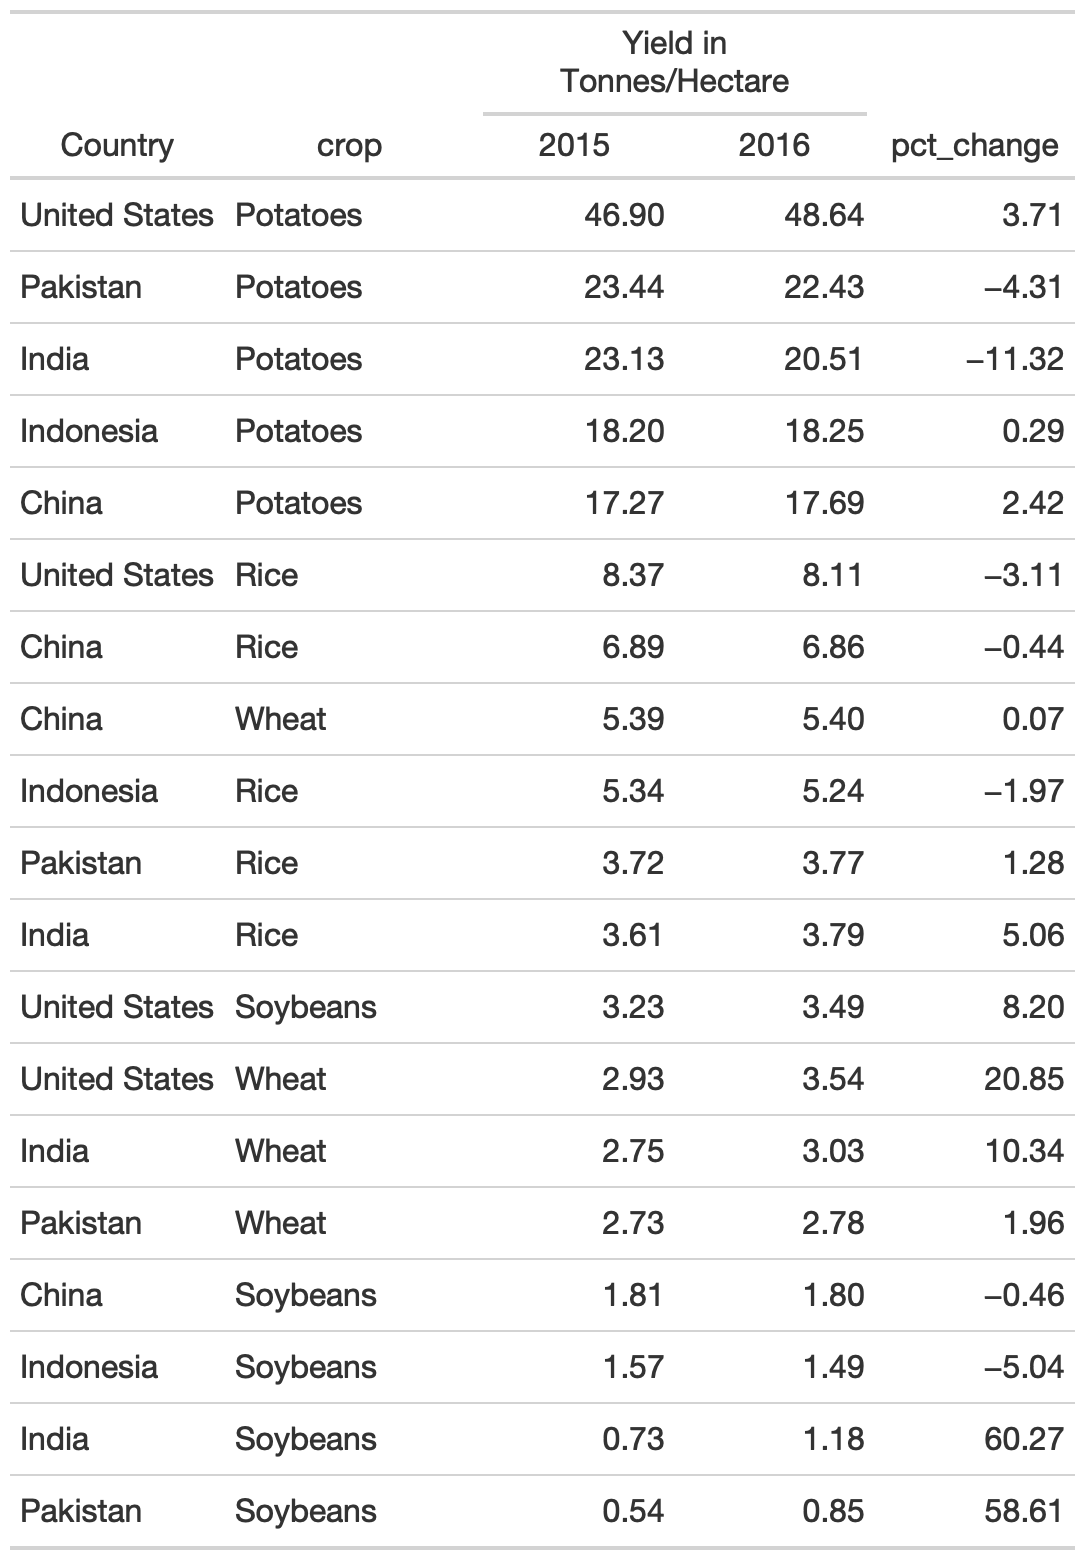 Yield in
Tonnes/Hectare
Country crop 2015 2016 pct_change
United States Potatoes 46.90 48.64 3.71
Pakistan Potatoes 23.44 22.43 −4.31
India Potatoes 23.13 20.51 −11.32
Indonesia Potatoes 18.20 18.25 0.29
China Potatoes 17.27 17.69 2.42
United States Rice 8.37 8.11 −3.11
China Rice 6.89 6.86 −0.44
China Wheat 5.39 5.40 0.07
Indonesia Rice 5.34 5.24 −1.97
Pakistan Rice 3.72 3.77 1.28
India Rice 3.61 3.79 5.06
United States Soybeans 3.23 3.49 8.20
United States Wheat 2.93 3.54 20.85
India Wheat 2.75 3.03 10.34
Pakistan Wheat 2.73 2.78 1.96
China Soybeans 1.81 1.80 −0.46
Indonesia Soybeans 1.57 1.49 −5.04
India Soybeans 0.73 1.18 60.27
Pakistan Soybeans 0.54 0.85 58.61